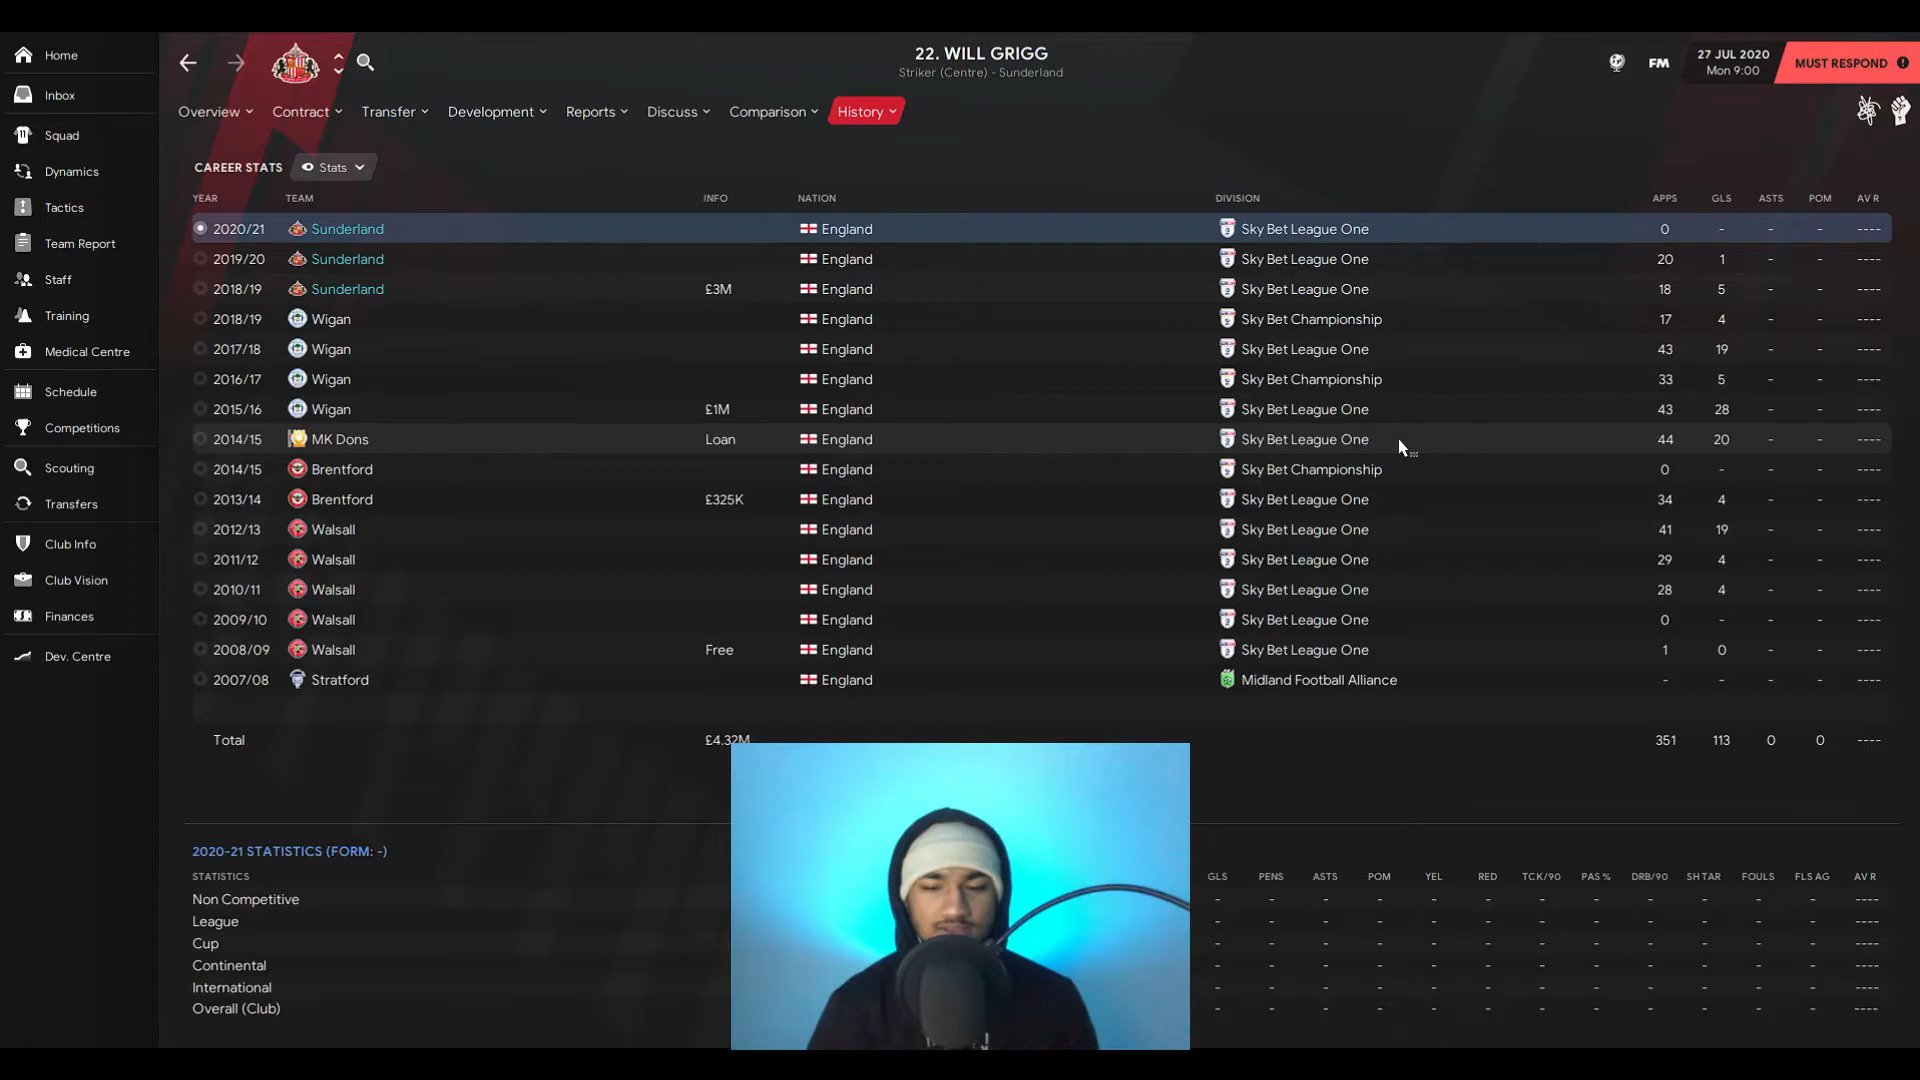 Home
Inbox
Squad
Dynamics
Tactics
Team Report
Staff
Training
Medical Centre
Schedule
Competitions
Scouting
Transfers
Club Info
Club Vision
Finances
Dev. Centre
22. WILL GRIGG
Striker (Centre) - Sunderland
FM
27 JUL 2020
Mon 9:00
MUST RESPOND
Overview Contract Transfer Development Reports Discuss Comparison History
CAREER STATS Stats
YEAR TEAM INFO NATION DIVISION APPS GLS ASTS POM AV R
2020/21 Sunderland England Sky Bet League One 0 - - - ----
2019/20 Sunderland England Sky Bet League One 20 1 - - ----
2018/19 Sunderland £3M England Sky Bet League One 18 5 - - ----
2018/19 Wigan England Sky Bet Championship 17 4 - - ----
2017/18 Wigan England Sky Bet League One 43 19 - - ----
2016/17 Wigan England Sky Bet Championship 33 5 - - ----
2015/16 Wigan £1M England Sky Bet League One 43 28 - - ----
2014/15 MK Dons Loan England Sky Bet League One 44 20 - - ----
2014/15 Brentford England Sky Bet Championship 0 - - - ----
2013/14 Brentford £325K England Sky Bet League One 34 4 - - ----
2012/13 Walsall England Sky Bet League One 41 19 - - ----
2011/12 Walsall England Sky Bet League One 29 4 - - ----
2010/11 Walsall England Sky Bet League One 28 4 - - ----
2009/10 Walsall England Sky Bet League One 0 - - - ----
2008/09 Walsall Free England Sky Bet League One 1 0 - - ----
2007/08 Stratford England Midland Football Alliance - - - - ----
Total £4.32M 351 113 0 0 ----
2020-21 STATISTICS (FORM: -)
STATISTICS GLS PENS ASTS POM YEL RED TCK/90 PAS % DRB/90 SH TAR FOULS FLS AG AV R
Non Competitive - - - - - - - - - - - - ----
League - - - - - - - - - - - - ----
Cup - - - - - - - - - - - - ----
Continental - - - - - - - - - - - - ----
International - - - - - - - - - - - - ----
Overall (Club) - - - - - - - - - - - - ----